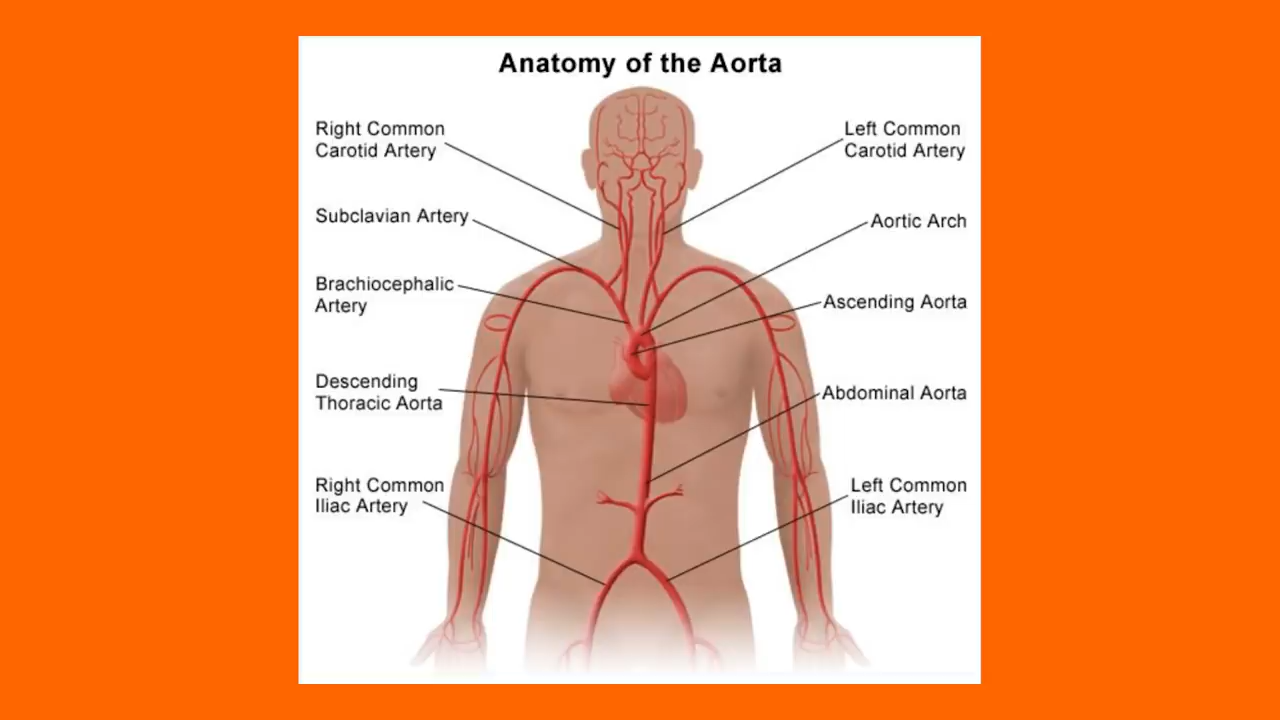 Anatomy of the Aorta
Right Common
Carotid Artery
Subclavian Artery
Brachiocephalic
Artery
Descending
Thoracic Aorta
Right Common
Iliac Artery
Left Common
Carotid Artery
Aortic Arch
Ascending Aorta
Abdominal Aorta
Left Common
Iliac Artery